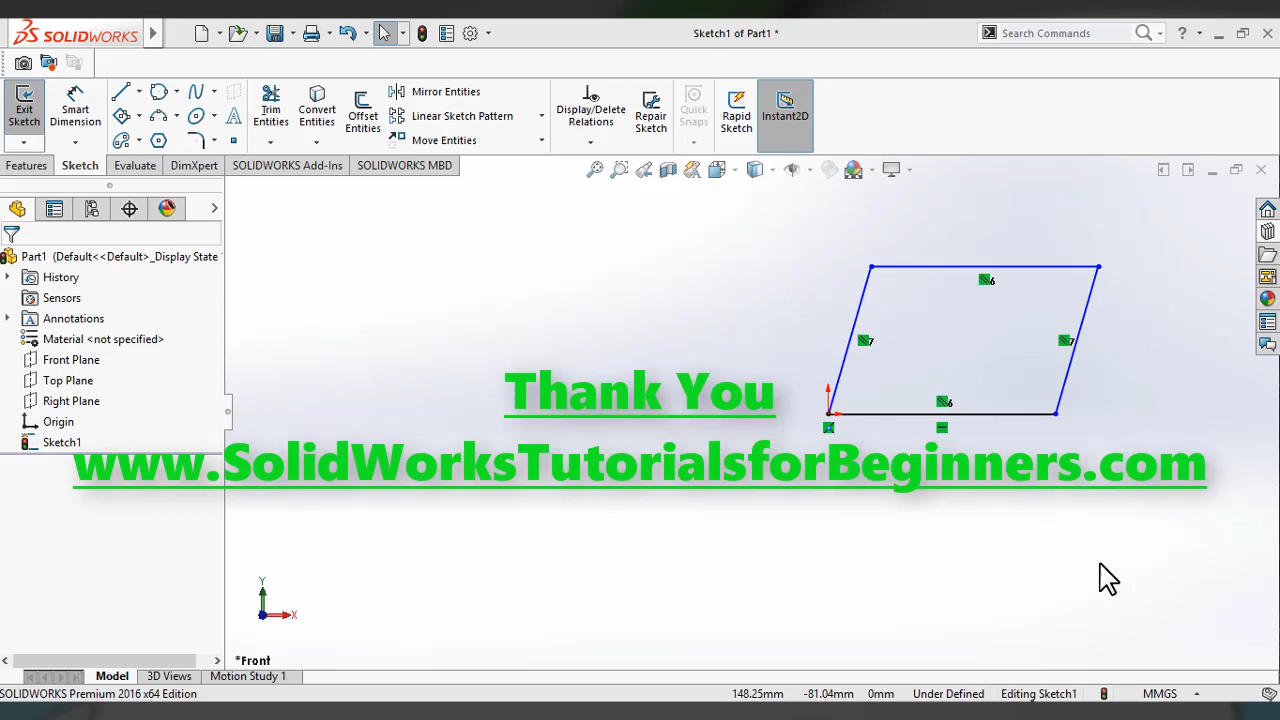 SOLIDWORKS
Sketch1 of Part1 *
Search Commands
Exit Sketch
Smart Dimension
Trim Entities
Convert Entities
Offset Entities
Mirror Entities
Linear Sketch Pattern
Move Entities
Display/Delete Relations
Repair Sketch
Quick Snaps
Rapid Sketch
Instant2D
Features Sketch Evaluate DimXpert SOLIDWORKS Add-Ins SOLIDWORKS MBD
Part1 (Default<<Default>_Display State
History
Sensors
Annotations
Material <not specified>
Front Plane
Top Plane
Right Plane
Origin
Sketch1
6
7
7
6
Thank You
www.SolidWorksTutorialsforBeginners.com
Y
X
*Front
Model 3D Views Motion Study 1
SOLIDWORKS Premium 2016 x64 Edition 148.25mm -81.04mm 0mm Under Defined Editing Sketch1 MMGS